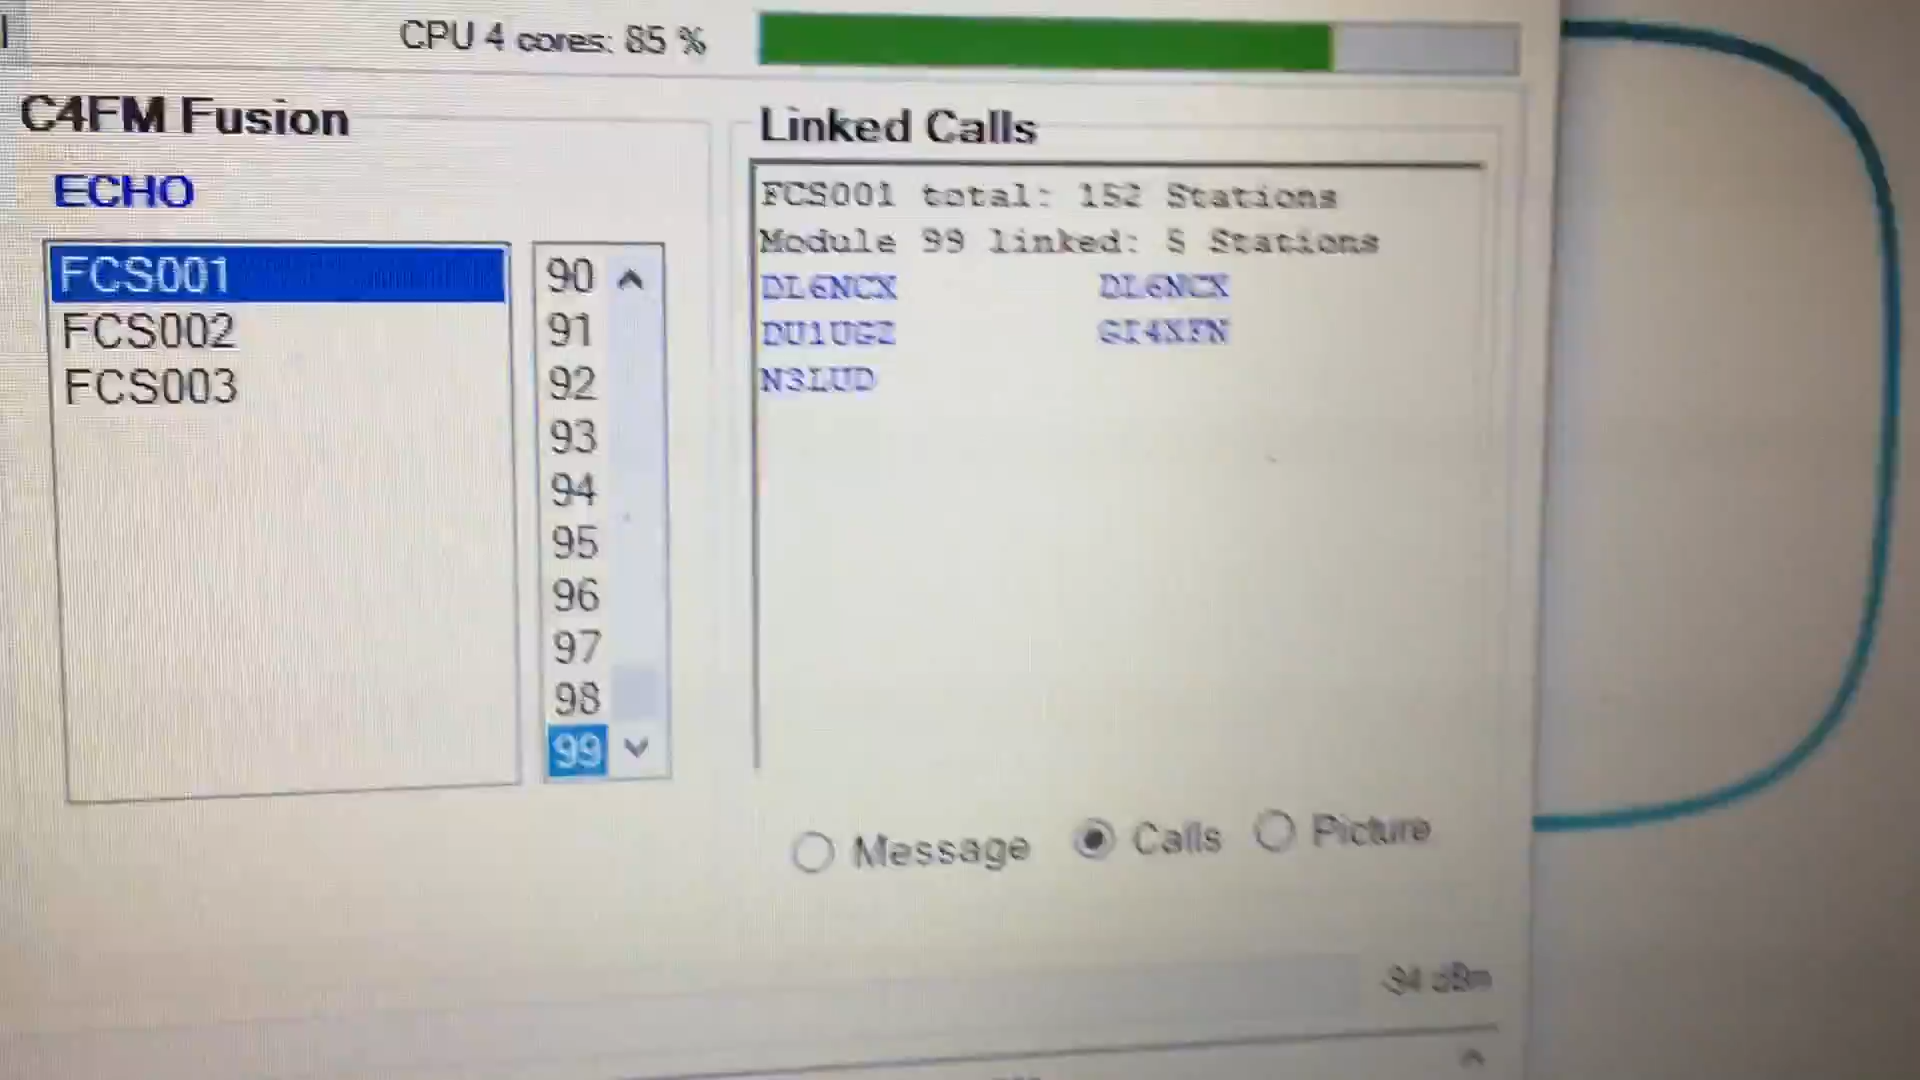 CPU 4 cores: 85 %
C4FM Fusion
ECHO
FCS001
FCS002
FCS003
90
91
92
93
94
95
96
97
98
99
Linked Calls
FCS001 total: 152 Stations
Module 99 linked: 5 Stations
DL6NCX DL6NCX
DU1UGZ GI4XFN
N3LUD
Message Calls Picture
-94 dBm